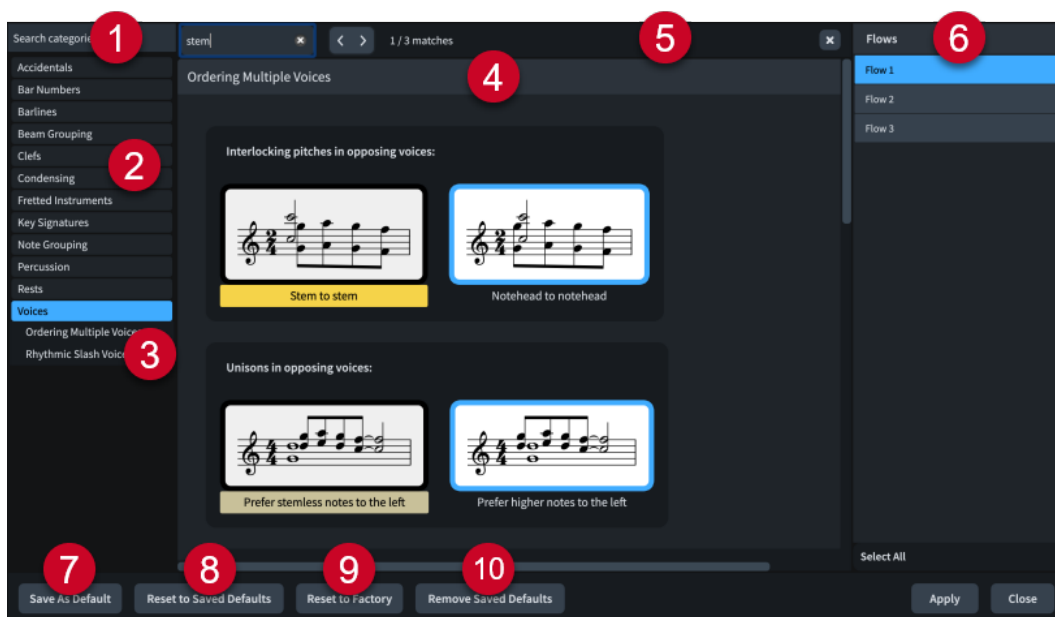 Search categorie
1
stem
1 / 3 matches
5
Flows
6
Accidentals
Bar Numbers
Barlines
Beam Grouping
Clefs
Condensing
Fretted Instruments
Key Signatures
Note Grouping
Percussion
Rests
Voices
Ordering Multiple Voice
Rhythmic Slash Voic
2
3
Ordering Multiple Voices
4
Interlocking pitches in opposing voices:
Stem to stem
Notehead to notehead
Unisons in opposing voices:
Prefer stemless notes to the left
Prefer higher notes to the left
Flow 1
Flow 2
Flow 3
Select All
7
8
9
10
Save As Default
Reset to Saved Defaults
Reset to Factory
Remove Saved Defaults
Apply
Close